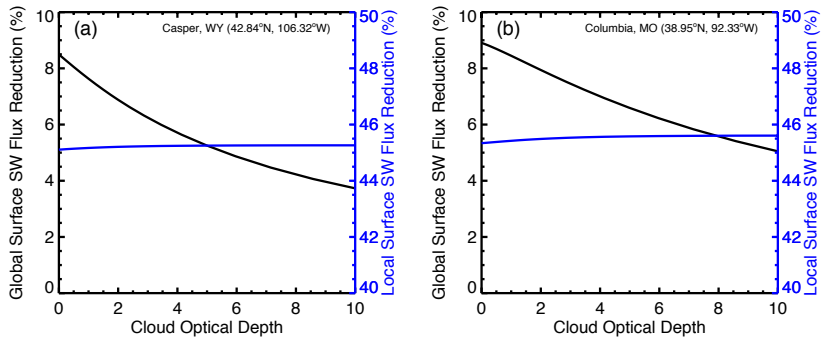 (a)
Casper, WY (42.84°N, 106.32°W)
Global Surface SW Flux Reduction (%)
10
8
6
4
2
0
50
48
46
44
42
40
Local Surface SW Flux Reduction (%)
0 2 4 6 8 10
Cloud Optical Depth
(b)
Columbia, MO (38.95°N, 92.33°W)
Global Surface SW Flux Reduction (%)
10
8
6
4
2
0
50
48
46
44
42
40
Local Surface SW Flux Reduction (%)
0 2 4 6 8 10
Cloud Optical Depth